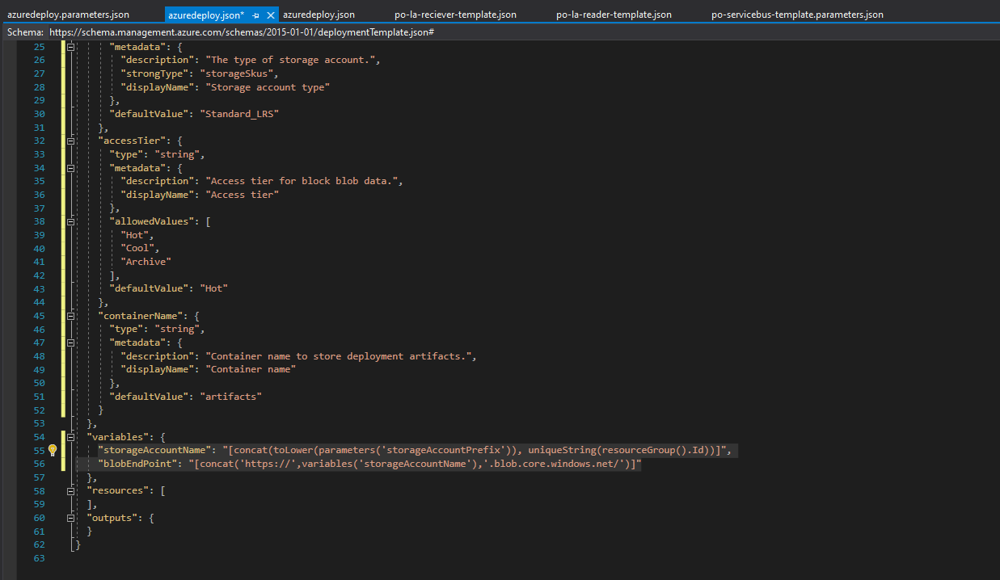 azuredeploy.parameters.json azuredeploy.json* azuredeploy.json po-la-reciever-template.json po-la-reader-template.json po-servicebus-template.parameters.json
Schema: https://schema.management.azure.com/schemas/2015-01-01/deploymentTemplate.json#
25 "metadata": {
26 "description": "The type of storage account.",
27 "strongType": "storageSkus",
28 "displayName": "Storage account type"
29 },
30 "defaultValue": "Standard_LRS"
31 },
32 "accessTier": {
33 "type": "string",
34 "metadata": {
35 "description": "Access tier for block blob data.",
36 "displayName": "Access tier"
37 },
38 "allowedValues": [
39 "Hot",
40 "Cool",
41 "Archive"
42 ],
43 "defaultValue": "Hot"
44 },
45 "containerName": {
46 "type": "string",
47 "metadata": {
48 "description": "Container name to store deployment artifacts.",
49 "displayName": "Container name"
50 },
51 "defaultValue": "artifacts"
52 }
53 },
54 "variables": {
55 "storageAccountName": "[concat(toLower(parameters('storageAccountPrefix')), uniqueString(resourceGroup().Id))]",
56 "blobEndPoint": "[concat('https://',variables('storageAccountName'),'.blob.core.windows.net/')]"
57 },
58 "resources": [
59 ],
60 "outputs": {
61 }
62 }
63